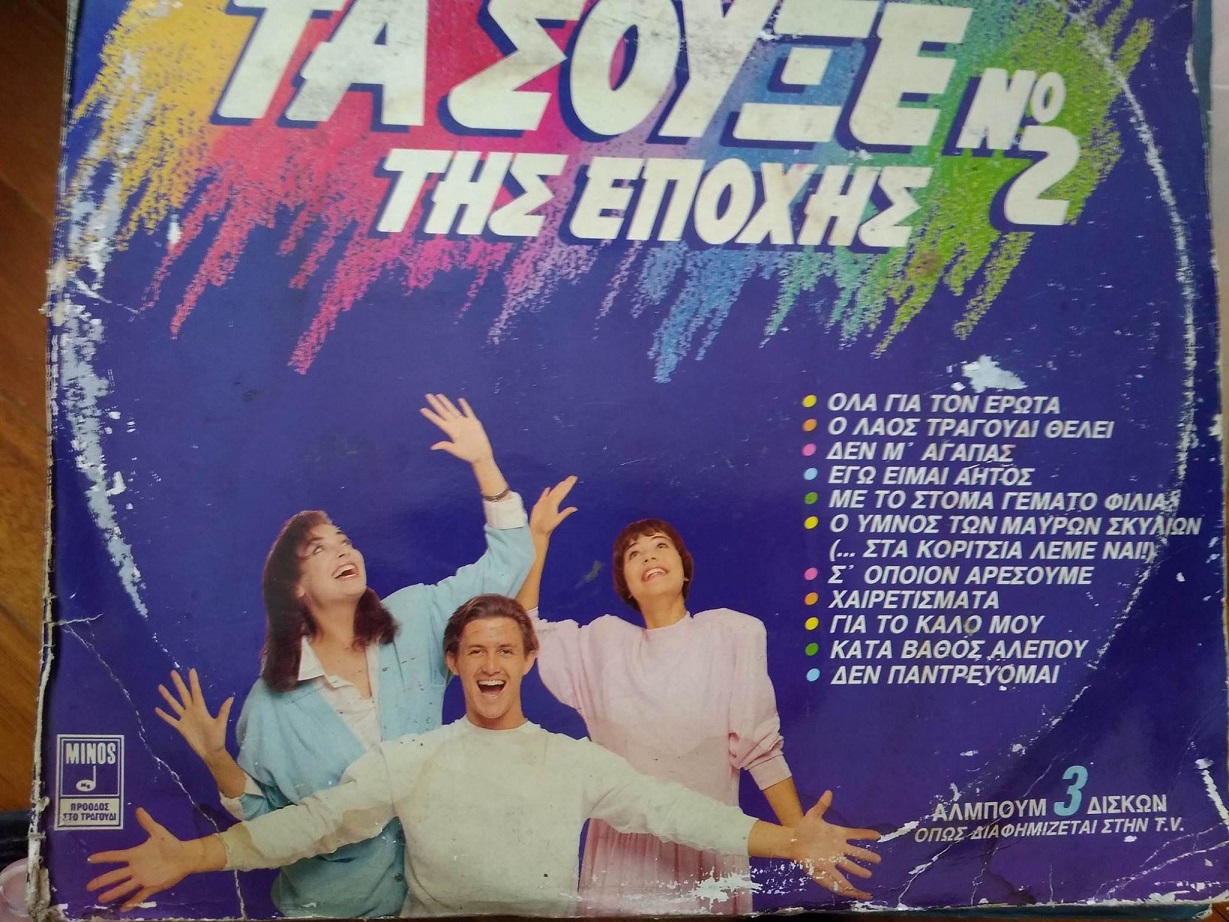 ΤΑ ΣΟΥΞΕ Νº 2
ΤΗΣ ΕΠΟΧΗΣ
ΟΛΑ ΓΙΑ ΤΟΝ ΕΡΩΤΑ
Ο ΛΑΟΣ ΤΡΑΓΟΥΔΙ ΘΕΛΕΙ
ΔΕΝ Μ' ΑΓΑΠΑΣ
ΕΓΩ ΕΙΜΑΙ ΑΗΤΟΣ
ΜΕ ΤΟ ΣΤΟΜΑ ΓΕΜΑΤΟ ΦΙΛΙΑ
Ο ΥΜΝΟΣ ΤΩΝ ΜΑΥΡΩΝ ΣΚΥΛΙΩΝ
(... ΣΤΑ ΚΟΡΙΤΣΙΑ ΛΕΜΕ ΝΑΙ!)
Σ' ΟΠΟΙΟΝ ΑΡΕΣΟΥΜΕ
ΧΑΙΡΕΤΙΣΜΑΤΑ
ΓΙΑ ΤΟ ΚΑΛΟ ΜΟΥ
ΚΑΤΑ ΒΑΘΟΣ ΑΛΕΠΟΥ
ΔΕΝ ΠΑΝΤΡΕΥΟΜΑΙ
MINOS
ΠΡΟΟΔΟΣ
ΣΤΟ ΤΡΑΓΟΥΔΙ
ΑΛΜΠΟΥΜ 3 ΔΙΣΚΩΝ
ΟΠΩΣ ΔΙΑΦΗΜΙΖΕΤΑΙ ΣΤΗΝ T.V.